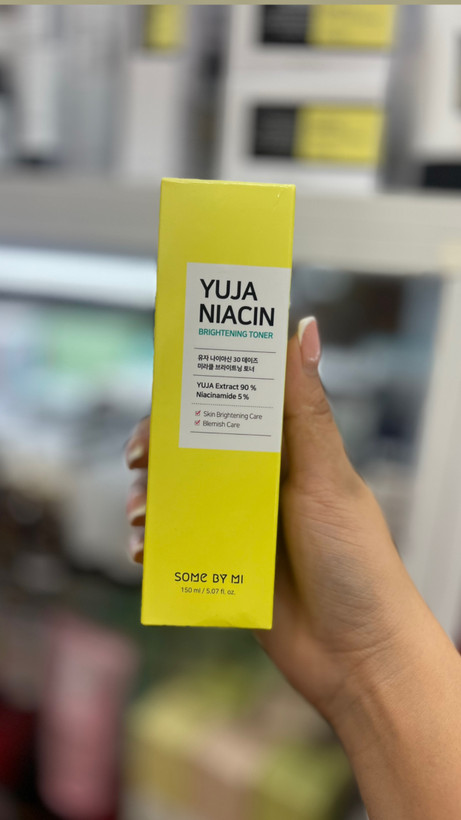 YUJA
NIACIN
BRIGHTENING TONER
유자 나이아신 30 데이즈
미라클 브라이트닝 토너
YUJA Extract 90 %
Niacinamide 5 %
Skin Brightening Care
Blemish Care
SOME BY MI
150 ml / 5.07 fl. oz.